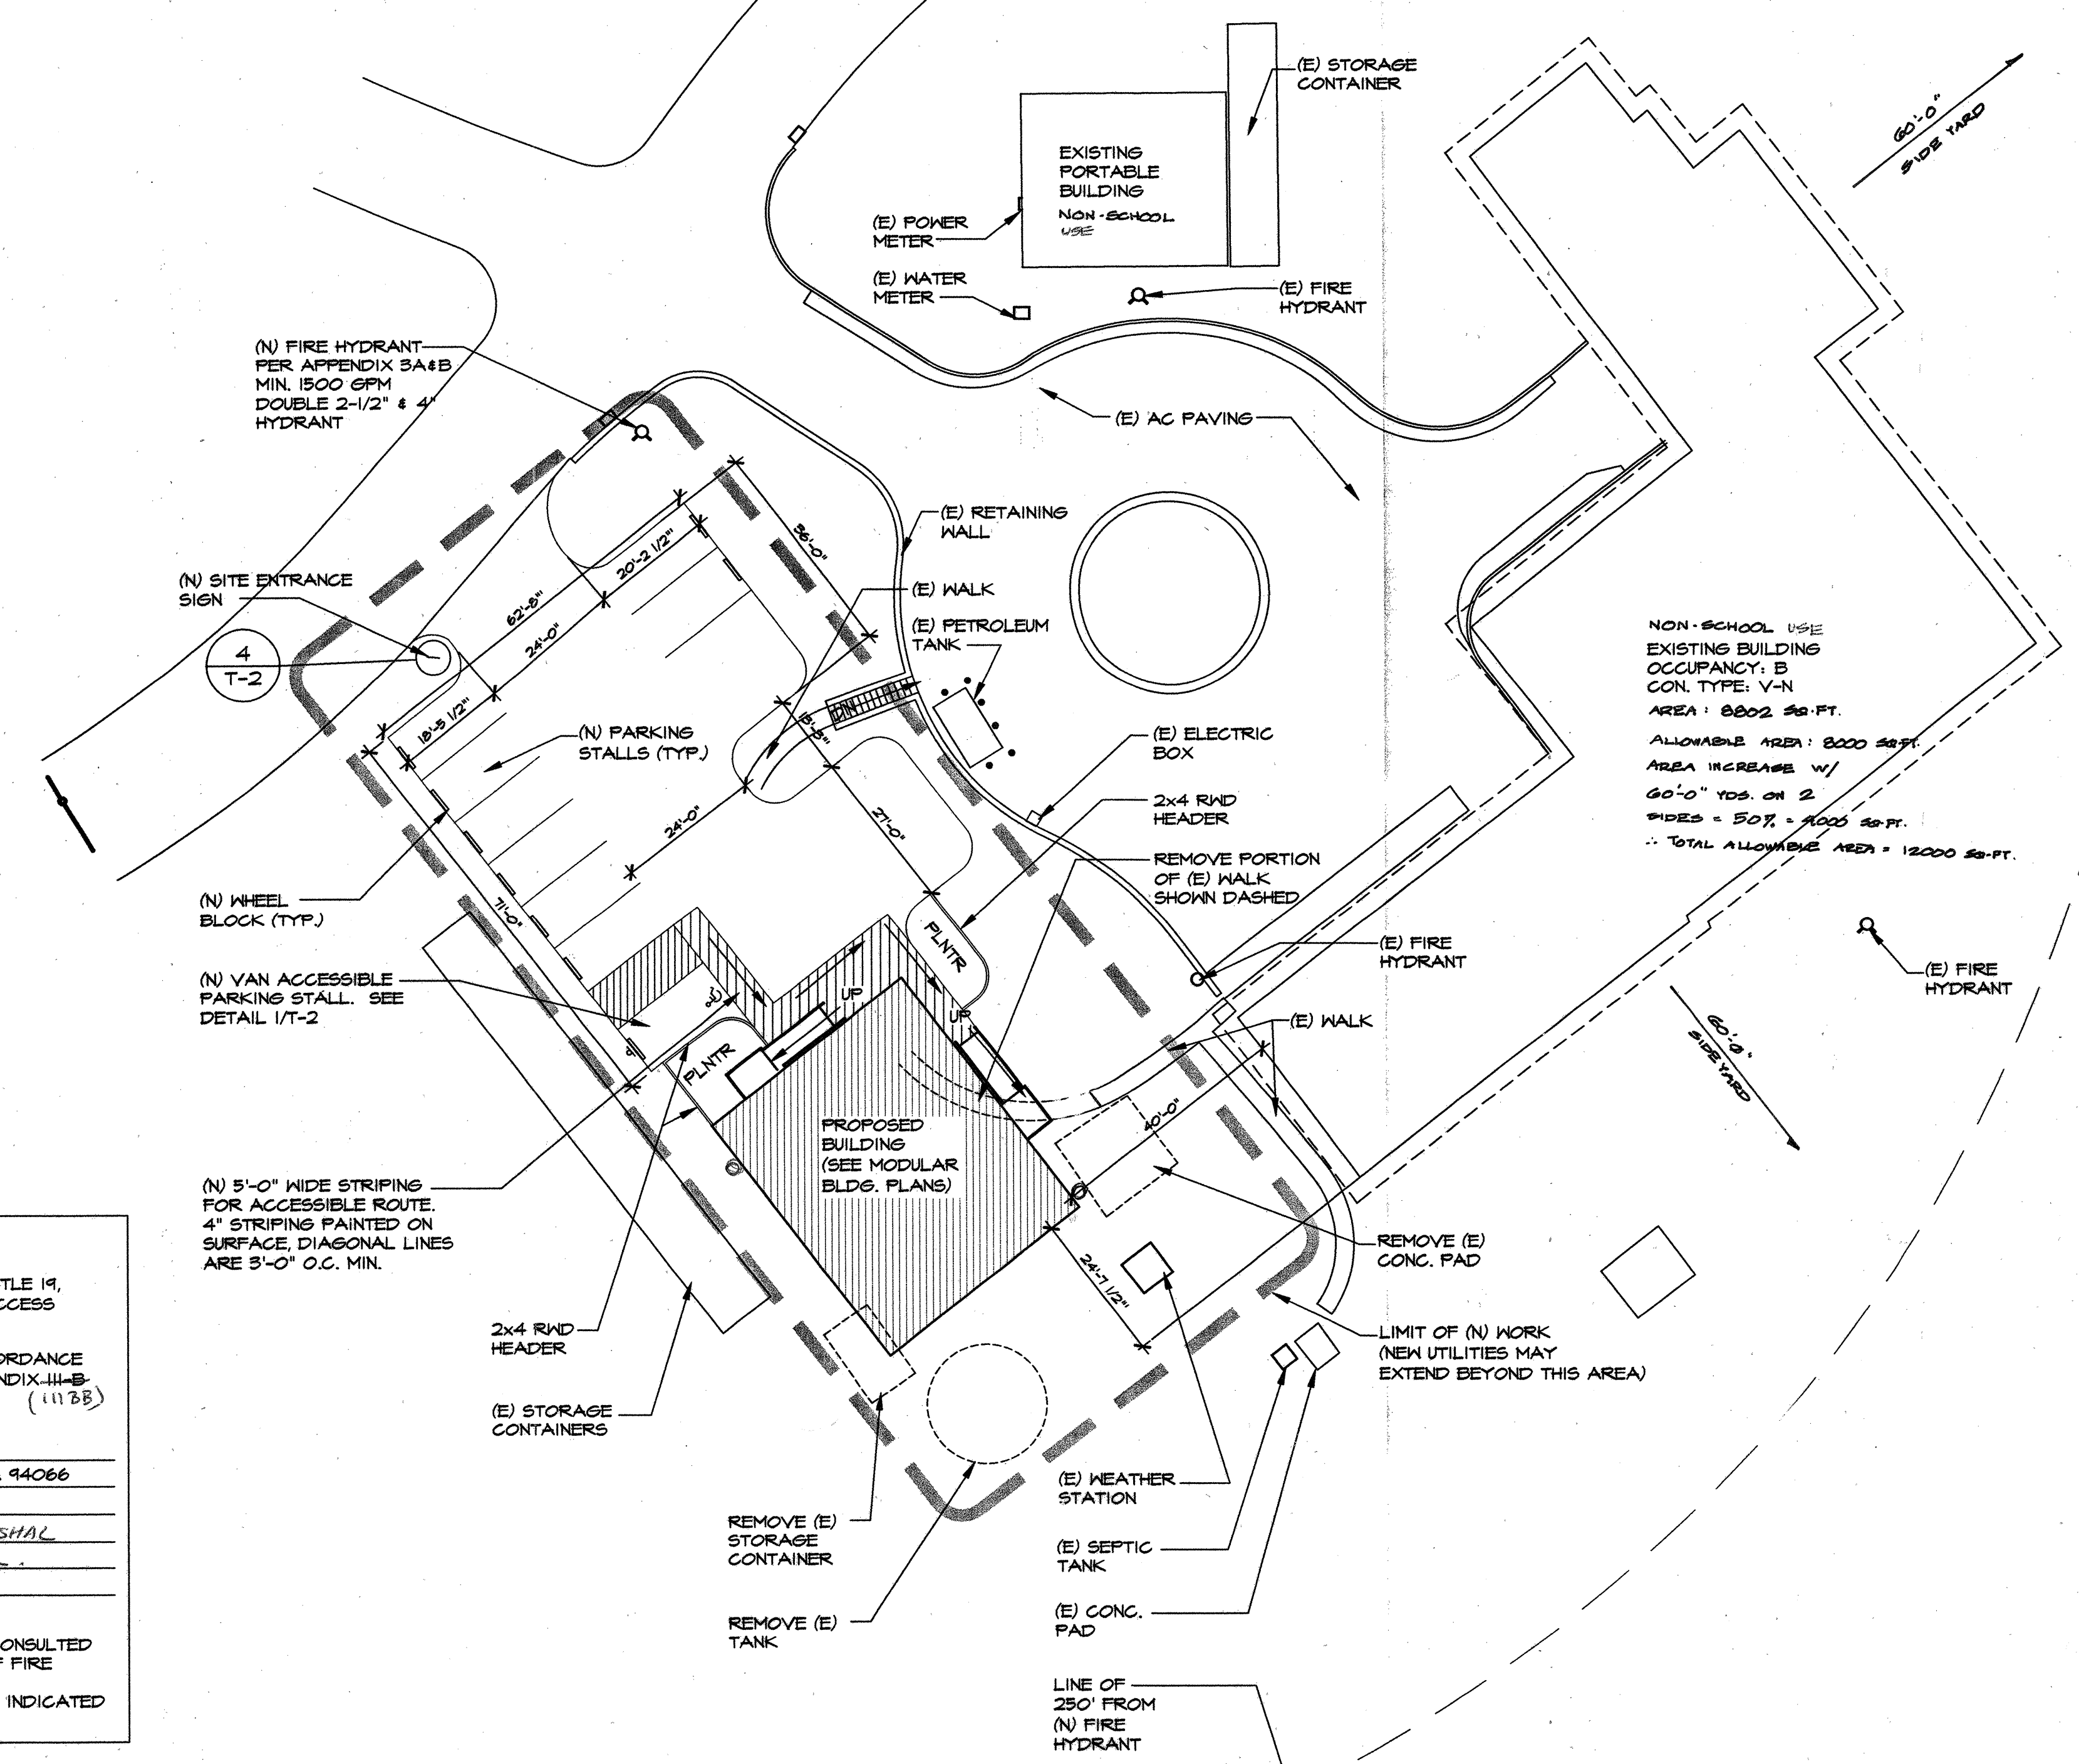 (E) STORAGE
CONTAINER
60'-0"
SIDE YARD
EXISTING
PORTABLE
BUILDING
NON-SCHOOL
USE
(E) POWER
METER
(E) WATER
METER
(E) FIRE
HYDRANT
(N) FIRE HYDRANT
PER APPENDIX 3A&B
MIN. 1500 GPM
DOUBLE 2-1/2" & 4"
HYDRANT
(E) AC PAVING
(E) RETAINING
WALL
36'-0"
20'-2 1/2"
62'-8"
24'-0"
18'-5 1/2"
(N) SITE ENTRANCE
SIGN
4
T-2
(E) WALK
(E) PETROLEUM
TANK
DN
NON-SCHOOL USE
EXISTING BUILDING
OCCUPANCY: B
CON. TYPE: V-N
AREA: 8802 SQ.FT.
ALLOWABLE AREA: 8000 SQ.FT.
AREA INCREASE W/
60'-0" YDS. ON 2
SIDES = 50% = 4000 SQ.FT.
∴ TOTAL ALLOWABLE AREA = 12000 SQ.FT.
(N) PARKING
STALLS (TYP.)
(E) ELECTRIC
BOX
24'-0"
27'-0"
2x4 RWD
HEADER
REMOVE PORTION
OF (E) WALK
SHOWN DASHED
(N) WHEEL
BLOCK (TYP.)
71'-0"
PLNTR
(E) FIRE
HYDRANT
(E) FIRE
HYDRANT
(N) VAN ACCESSIBLE
PARKING STALL. SEE
DETAIL 1/T-2
UP
UP
(E) WALK
60'-0"
SIDE YARD
PLNTR
PROPOSED
BUILDING
(SEE MODULAR
BLDG. PLANS)
40'-0"
(N) 5'-0" WIDE STRIPING
FOR ACCESSIBLE ROUTE.
4" STRIPING PAINTED ON
SURFACE, DIAGONAL LINES
ARE 3'-0" O.C. MIN.
REMOVE (E)
CONC. PAD
24'-7 1/2"
2x4 RWD
HEADER
LIMIT OF (N) WORK
(NEW UTILITIES MAY
EXTEND BEYOND THIS AREA)
(E) STORAGE
CONTAINERS
(E) WEATHER
STATION
REMOVE (E)
STORAGE
CONTAINER
(E) SEPTIC
TANK
REMOVE (E)
TANK
(E) CONC.
PAD
LINE OF
250' FROM
(N) FIRE
HYDRANT
TLE 19,
CCESS
ORDANCE
NDIX III-B
(IIIBB)
94066
SHAL
ONSULTED
F FIRE
INDICATED